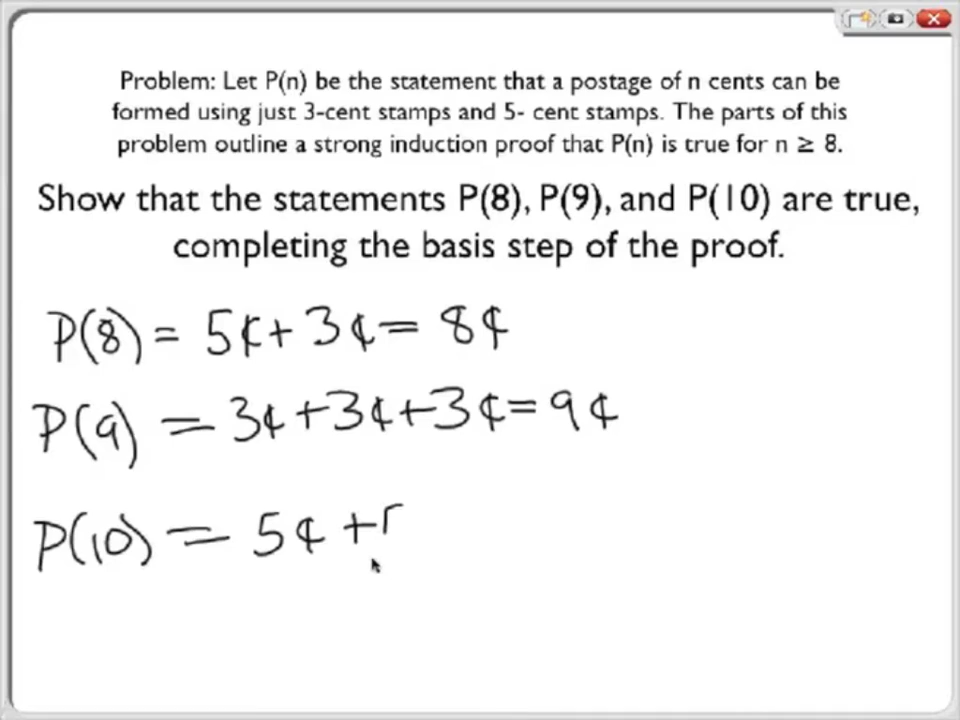 Problem: Let P(n) be the statement that a postage of n cents can be
formed using just 3-cent stamps and 5- cent stamps. The parts of this
problem outline a strong induction proof that P(n) is true for n ≥ 8.
Show that the statements P(8), P(9), and P(10) are true,
completing the basis step of the proof.
P(8) = 5¢ + 3¢ = 8¢
P(9) = 3¢ + 3¢ + 3¢ = 9¢
P(10) = 5¢ +